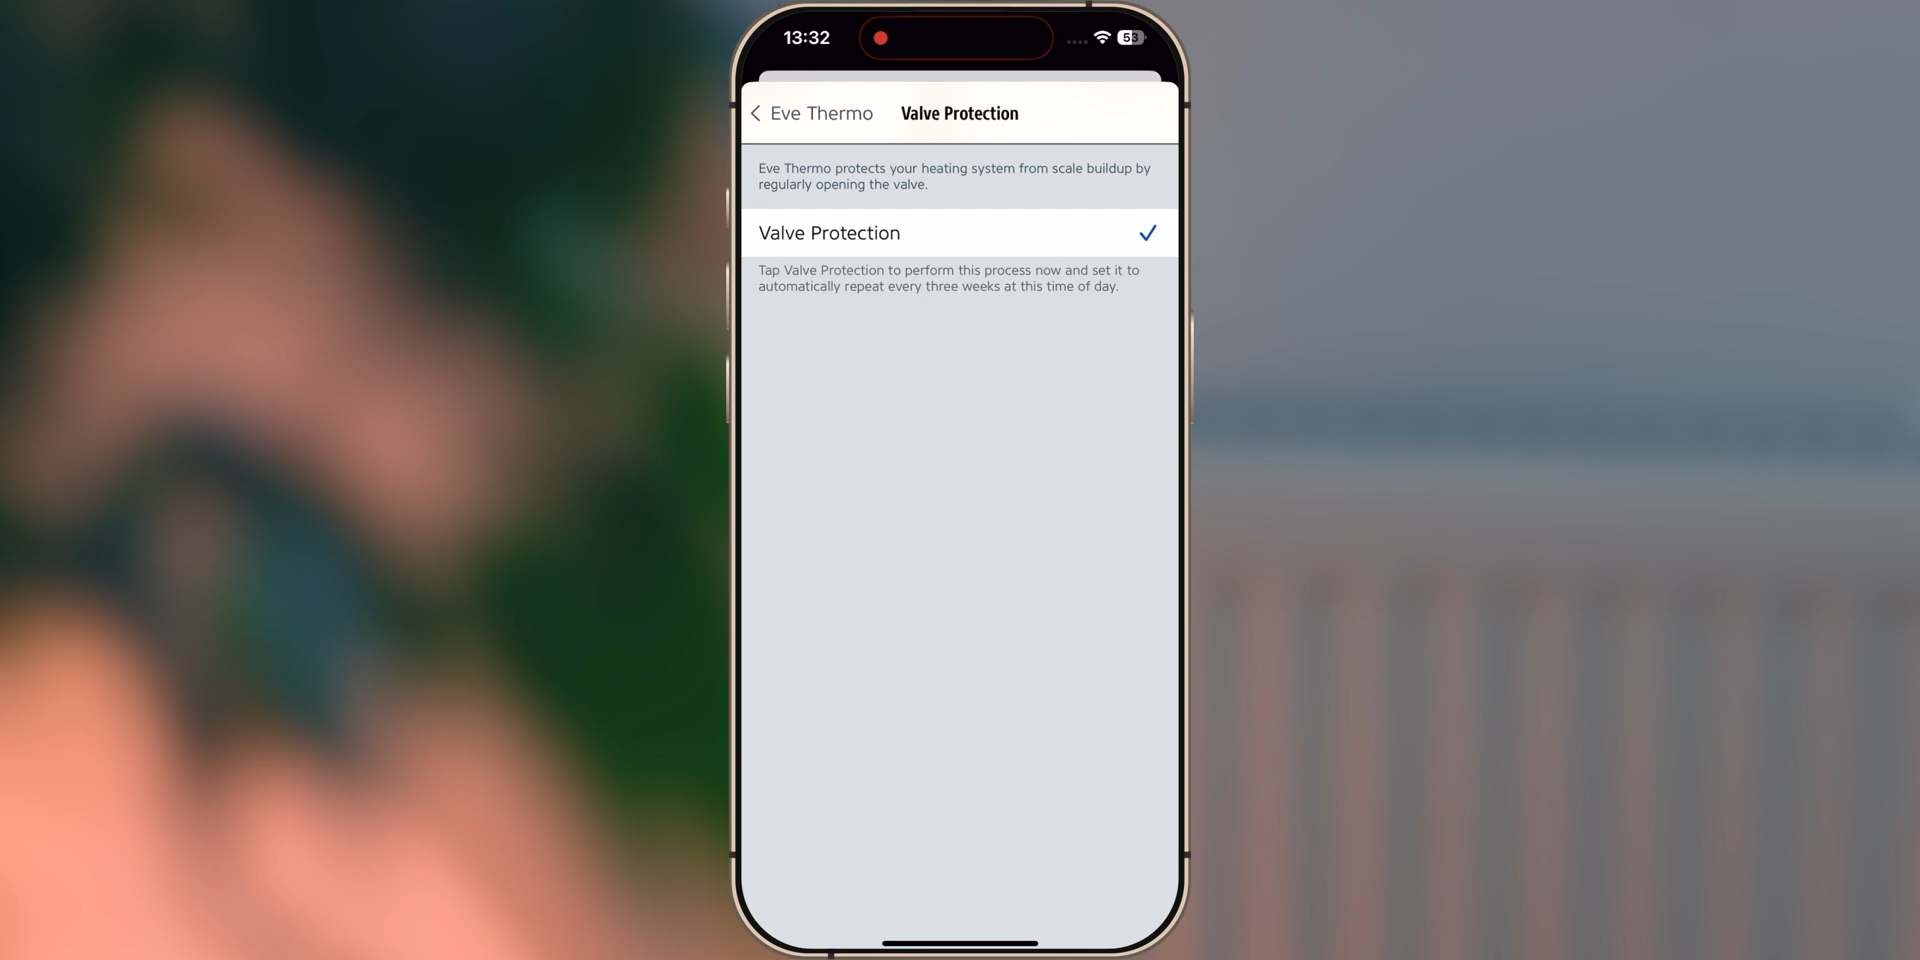 13:32
53
Eve Thermo
Valve Protection
Eve Thermo protects your heating system from scale buildup by
regularly opening the valve.
Valve Protection
Tap Valve Protection to perform this process now and set it to
automatically repeat every three weeks at this time of day.